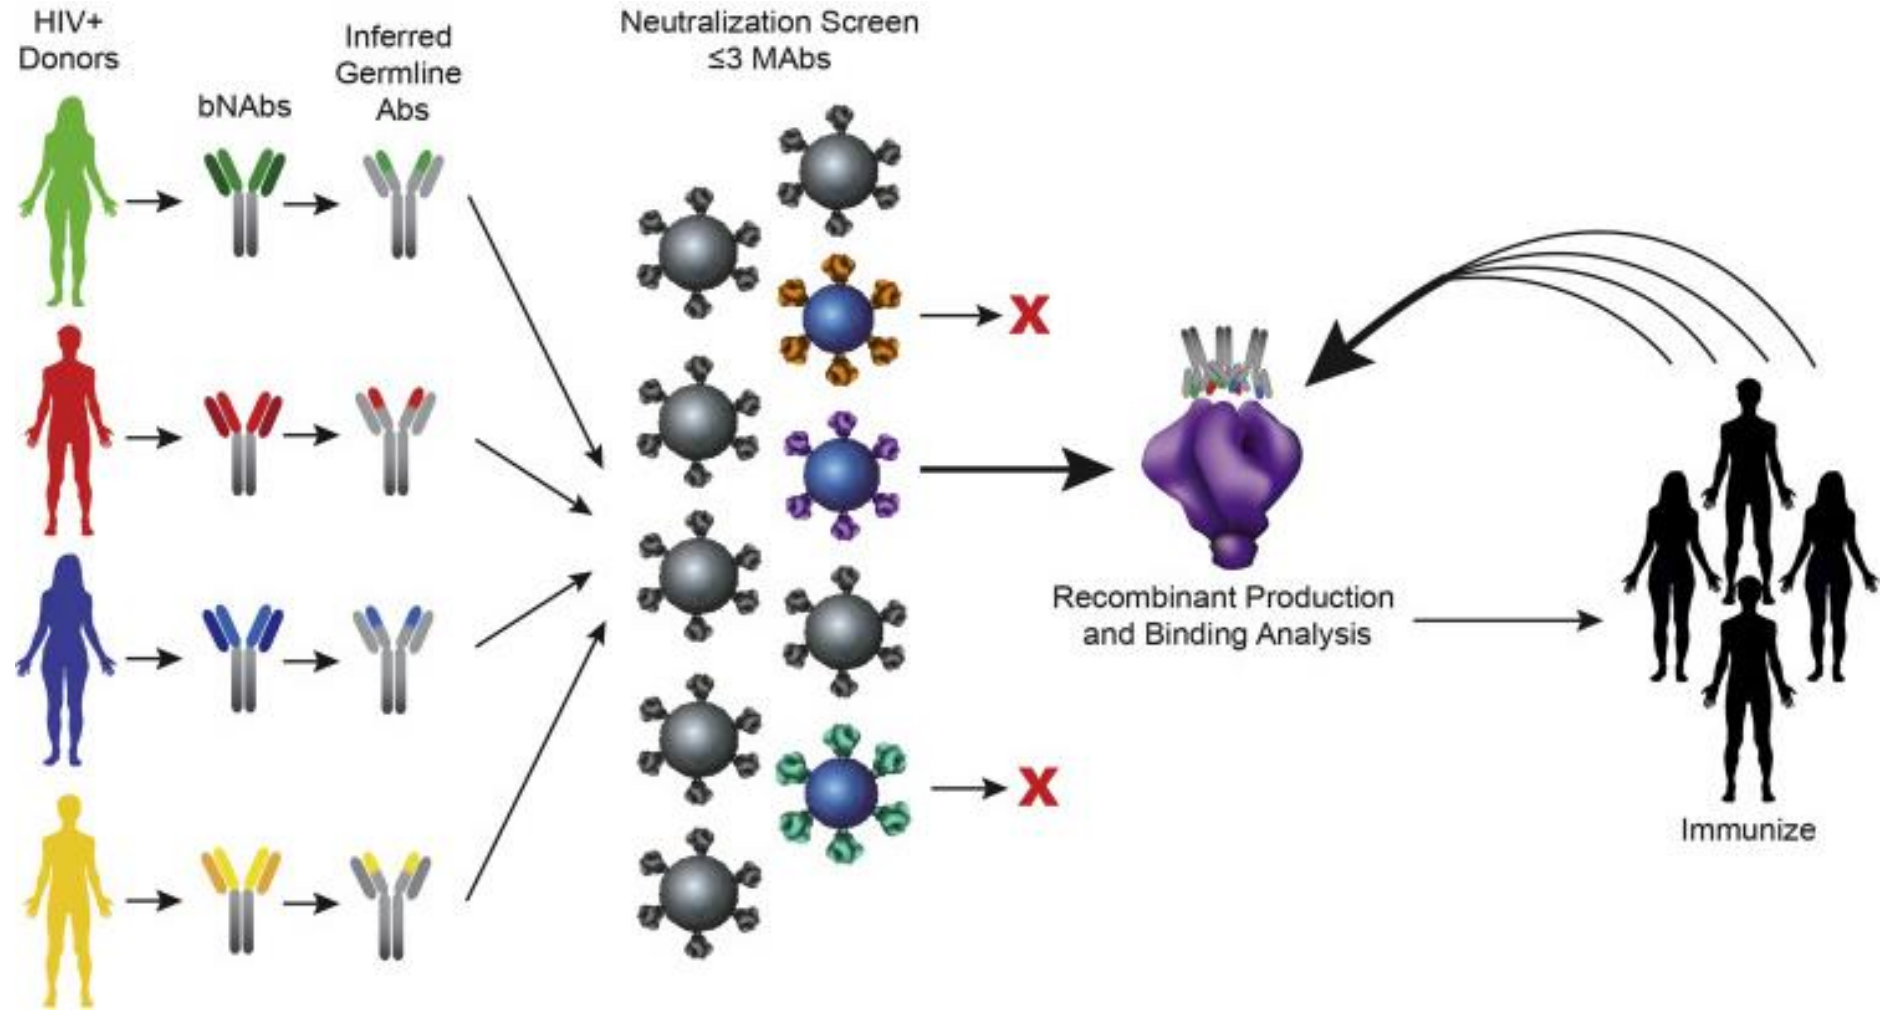 HIV+
Donors
bNAbs
Inferred
Germline
Abs
Neutralization Screen
≤3 MAbs
X
X
Recombinant Production
and Binding Analysis
Immunize